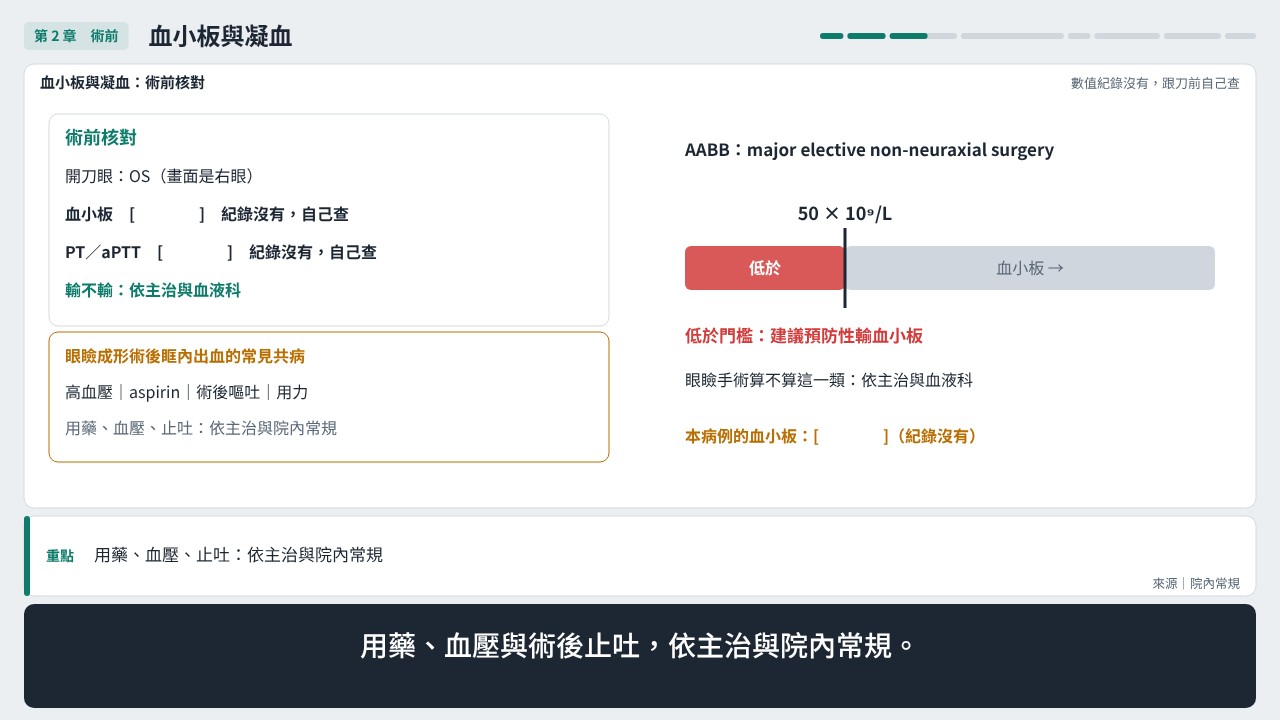 第 2 章　術前
血小板與凝血
血小板與凝血：術前核對
數值紀錄沒有，跟刀前自己查
術前核對
開刀眼：OS（畫面是右眼）
血小板　[　　　　]　紀錄沒有，自己查
PT／aPTT　[　　　　]　紀錄沒有，自己查
輸不輸：依主治與血液科
眼瞼成形術後眶內出血的常見共病
高血壓｜aspirin｜術後嘔吐｜用力
用藥、血壓、止吐：依主治與院內常規
AABB：major elective non-neuraxial surgery
50 × 10⁹/L
低於
血小板 →
低於門檻：建議預防性輸血小板
眼瞼手術算不算這一類：依主治與血液科
本病例的血小板：[　　　　]（紀錄沒有）
重點　用藥、血壓、止吐：依主治與院內常規
來源｜院內常規
用藥、血壓與術後止吐，依主治與院內常規。